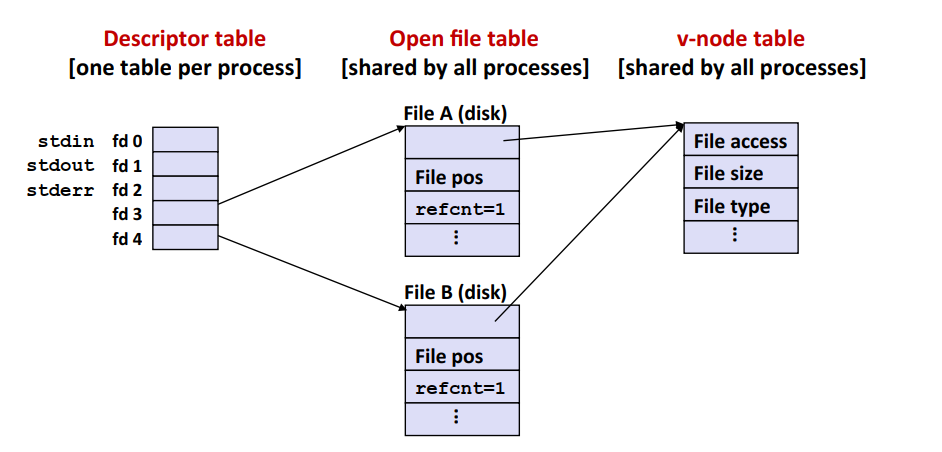 Descriptor table
[one table per process]
Open file table
[shared by all processes]
v-node table
[shared by all processes]
stdin fd 0
stdout fd 1
stderr fd 2
fd 3
fd 4
File A (disk)
File pos
refcnt=1
⋮
File B (disk)
File pos
refcnt=1
⋮
File access
File size
File type
⋮